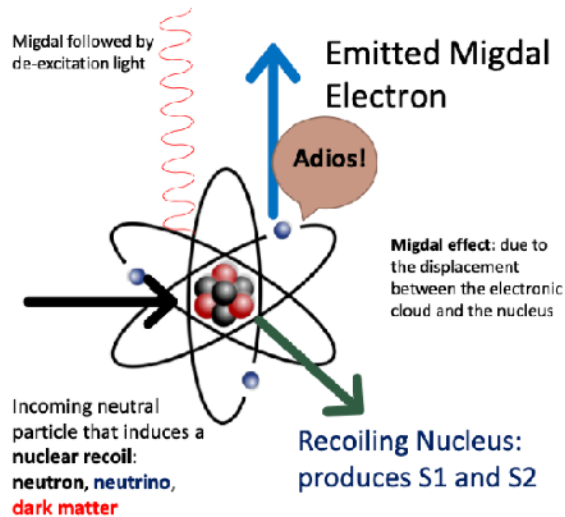 Migdal followed by
de-excitation light
Emitted Migdal
Electron
Adios!
Migdal effect: due to
the displacement
between the electronic
cloud and the nucleus
Incoming neutral
particle that induces a
nuclear recoil:
neutron, neutrino,
dark matter
Recoiling Nucleus:
produces S1 and S2